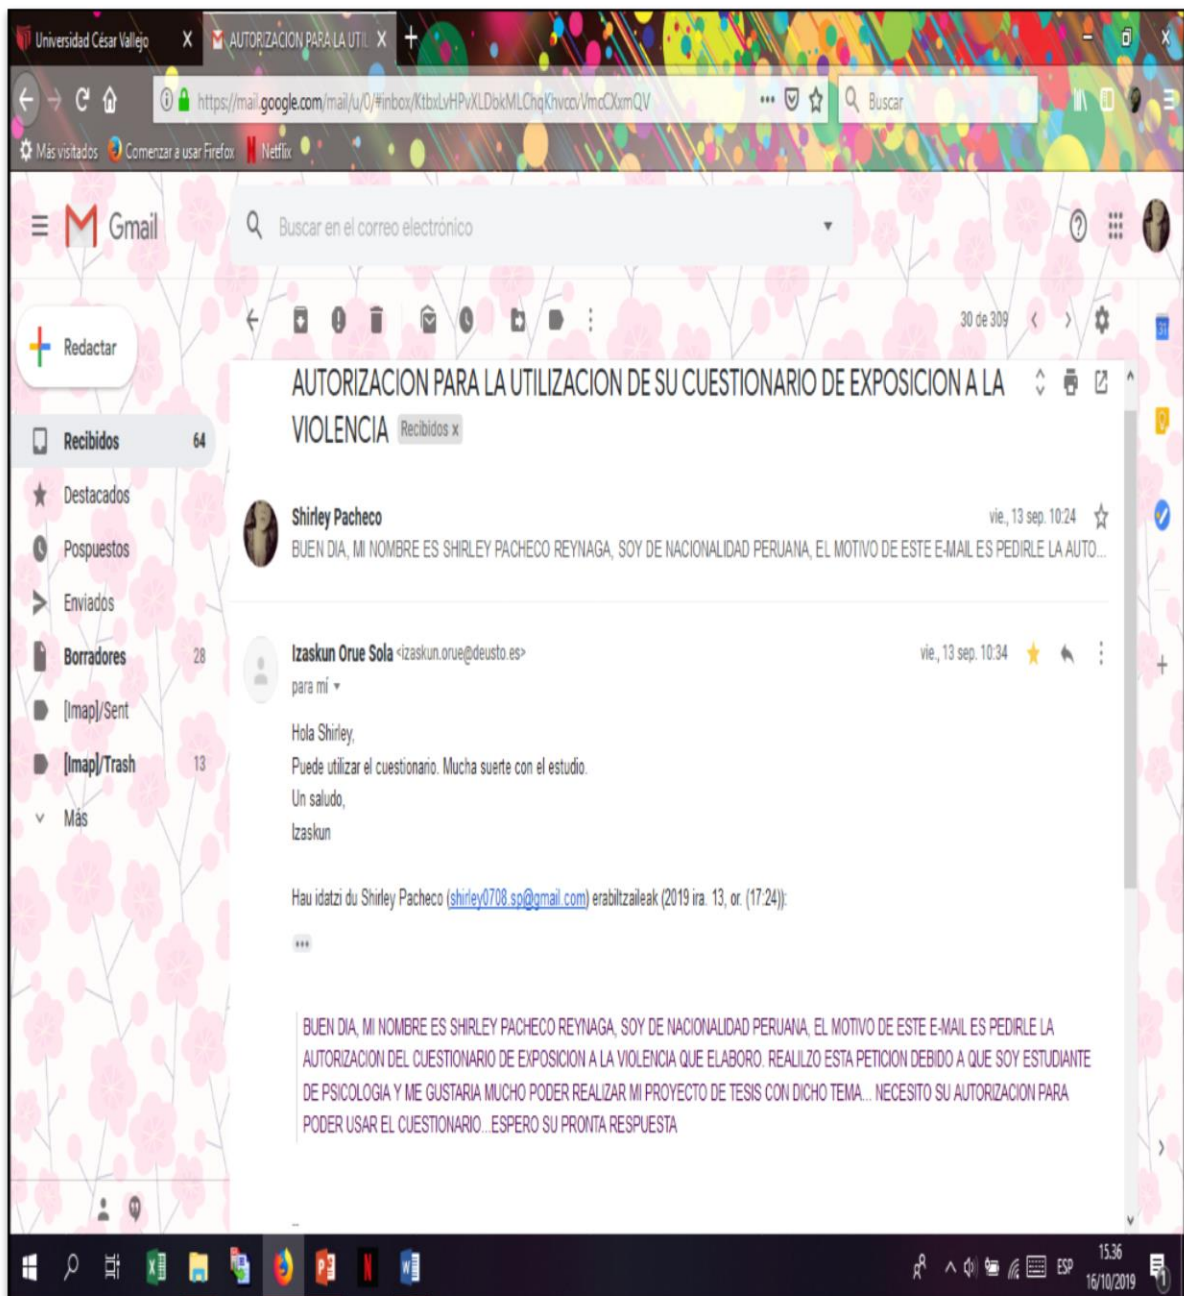 Universidad César Vallejo
AUTORIZACIÓN PARA LA UTIL
https://mail.google.com/mail/u/0/#inbox/
Buscar
Más visitados
Comenzar a usar Firefox
Netflix
Gmail
Buscar en el correo electrónico
Redactar
30 de 309
Recibidos 64
Destacados
Pospuestos
Enviados
Borradores 28
[Imap]/Sent
[Imap]/Trash 13
Más
AUTORIZACION PARA LA UTILIZACION DE SU CUESTIONARIO DE EXPOSICION A LA
VIOLENCIA Recibidos x
Shirley Pacheco vie., 13 sep. 10:24
BUEN DIA, MI NOMBRE ES SHIRLEY PACHECO REYNAGA, SOY DE NACIONALIDAD PERUANA, EL MOTIVO DE ESTE E-MAIL ES PEDIRLE LA AUTO...
Izaskun Orue Sola <izaskun.orue@deusto.es> vie., 13 sep. 10:34
para mí
Hola Shirley,
Puede utilizar el cuestionario. Mucha suerte con el estudio.
Un saludo,
Izaskun
Hau idatzi du Shirley Pacheco (shirley0708.sp@gmail.com) erabiltzaileak (2019 ira. 13, or. (17:24)):
BUEN DIA, MI NOMBRE ES SHIRLEY PACHECO REYNAGA, SOY DE NACIONALIDAD PERUANA, EL MOTIVO DE ESTE E-MAIL ES PEDIRLE LA
AUTORIZACION DEL CUESTIONARIO DE EXPOSICION A LA VIOLENCIA QUE ELABORO. REALILZO ESTA PETICION DEBIDO A QUE SOY ESTUDIANTE
DE PSICOLOGIA Y ME GUSTARIA MUCHO PODER REALIZAR MI PROYECTO DE TESIS CON DICHO TEMA... NECESITO SU AUTORIZACION PARA
PODER USAR EL CUESTIONARIO...ESPERO SU PRONTA RESPUESTA
--
ESP
15:36
16/10/2019